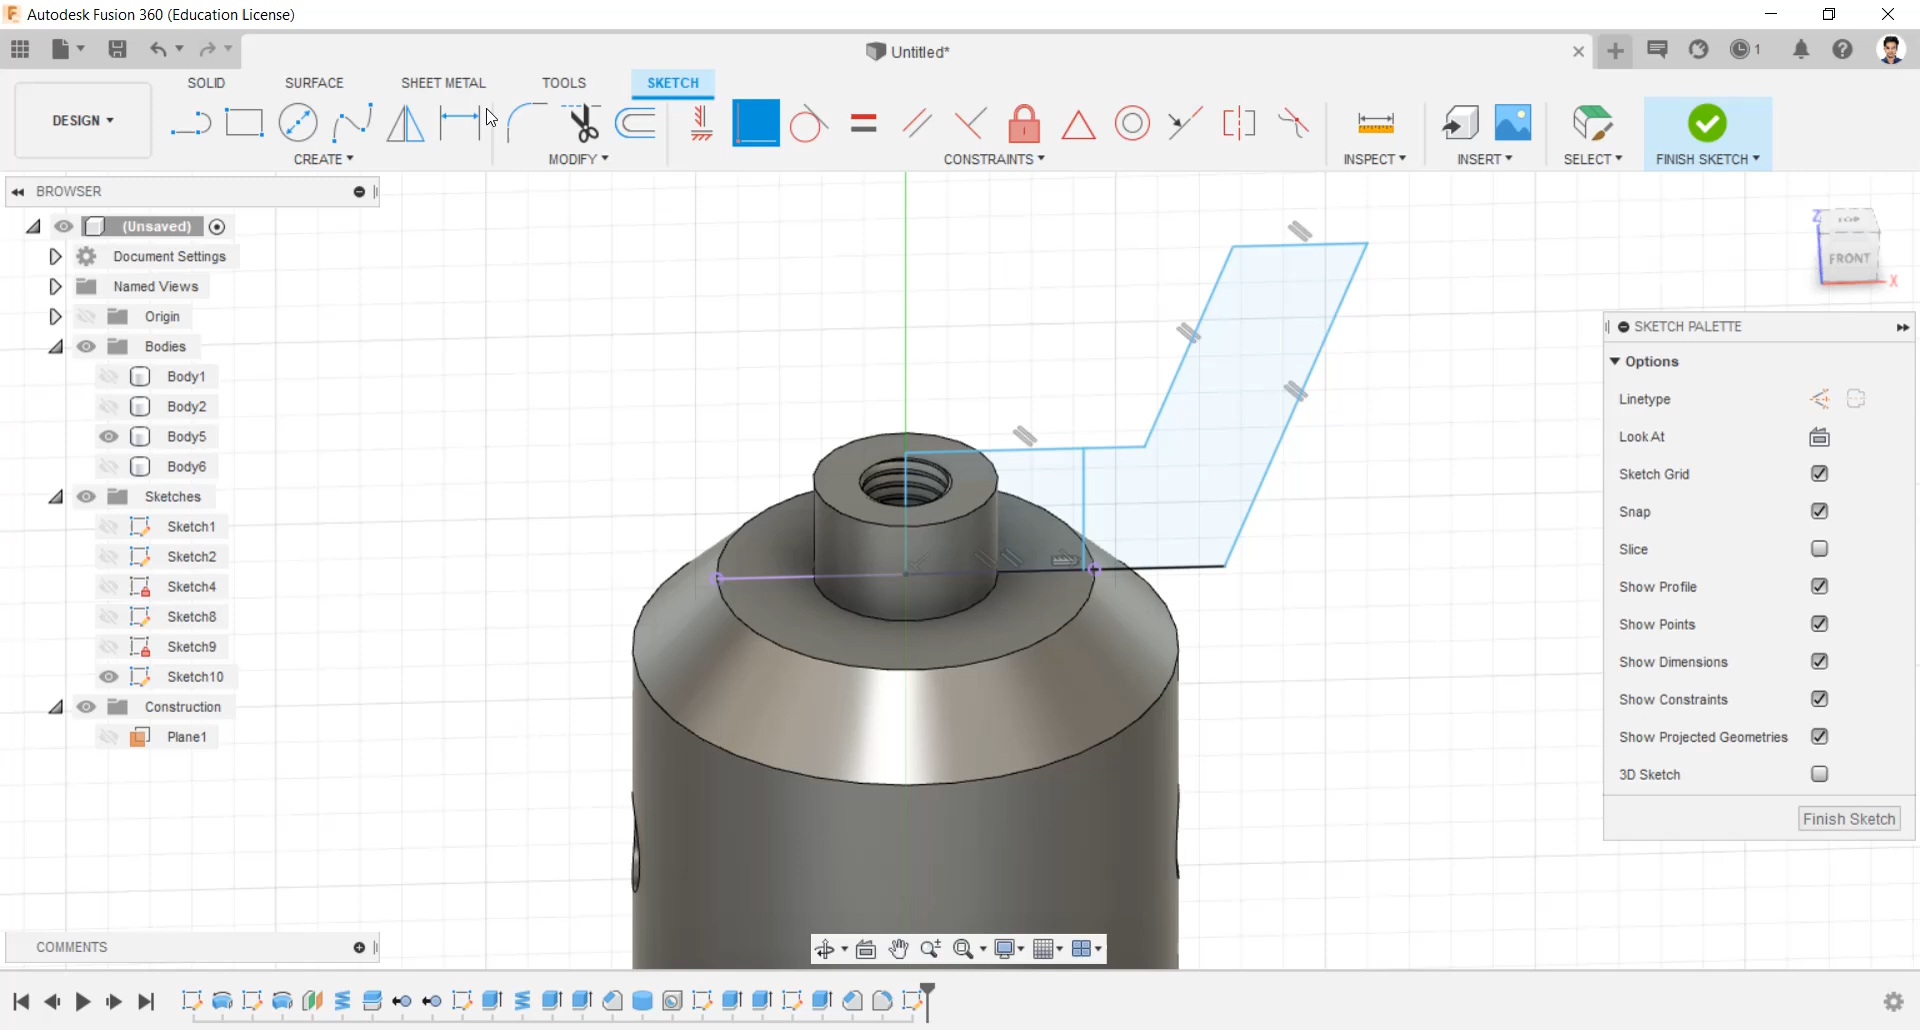 Autodesk Fusion 360 (Education License)
Untitled*
1
SOLID
SURFACE
SHEET METAL
TOOLS
SKETCH
DESIGN
CREATE
MODIFY
CONSTRAINTS
INSPECT
INSERT
SELECT
FINISH SKETCH
BROWSER
(Unsaved)
Document Settings
Named Views
Origin
Bodies
Body1
Body2
Body5
Body6
Sketches
Sketch1
Sketch2
Sketch4
Sketch8
Sketch9
Sketch10
Construction
Plane1
Z
TOP
FRONT
X
SKETCH PALETTE
Options
Linetype
Look At
Sketch Grid
Snap
Slice
Show Profile
Show Points
Show Dimensions
Show Constraints
Show Projected Geometries
3D Sketch
Finish Sketch
COMMENTS